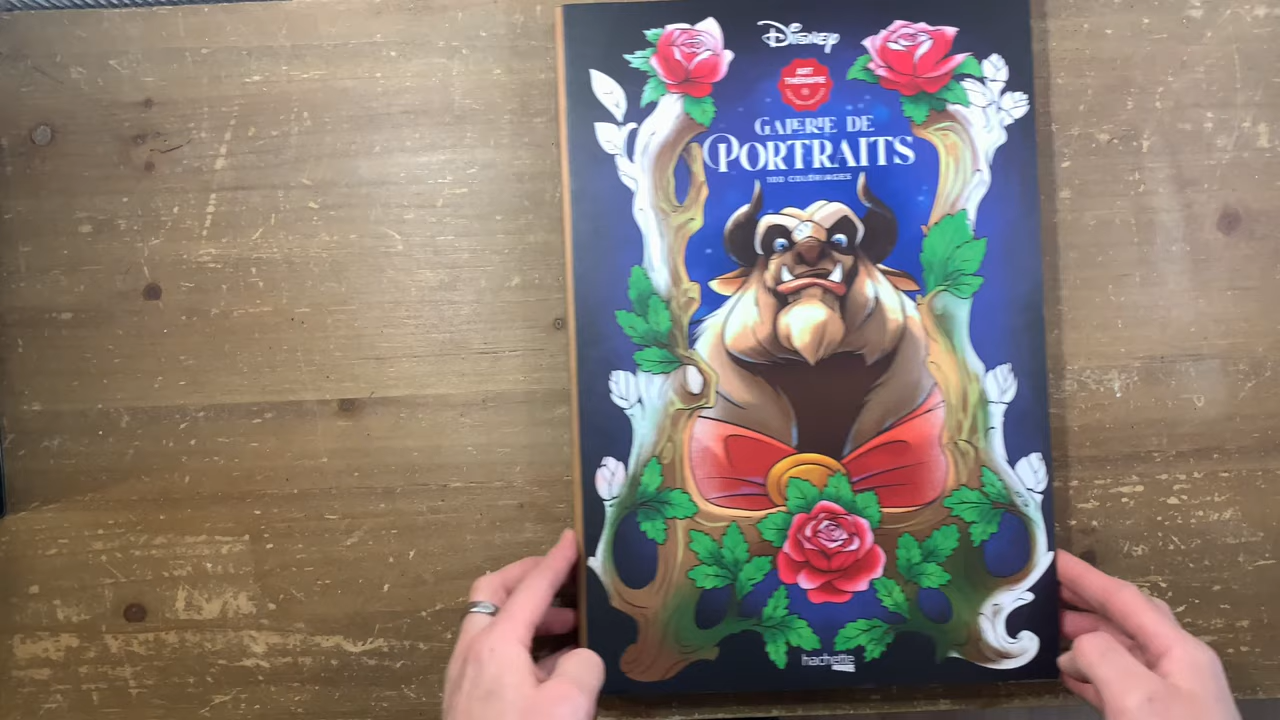 Disney
ART
THÉRAPIE
GALERIE DE
PORTRAITS
100 COLORIAGES
hachette